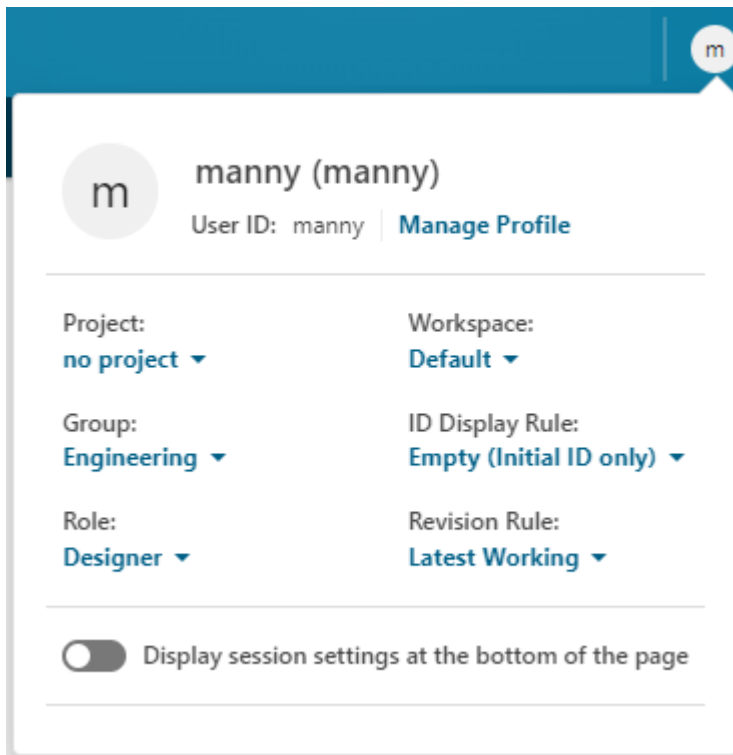 m
m
manny (manny)
User ID: manny Manage Profile
Project:
no project
Workspace:
Default
Group:
Engineering
ID Display Rule:
Empty (Initial ID only)
Role:
Designer
Revision Rule:
Latest Working
Display session settings at the bottom of the page